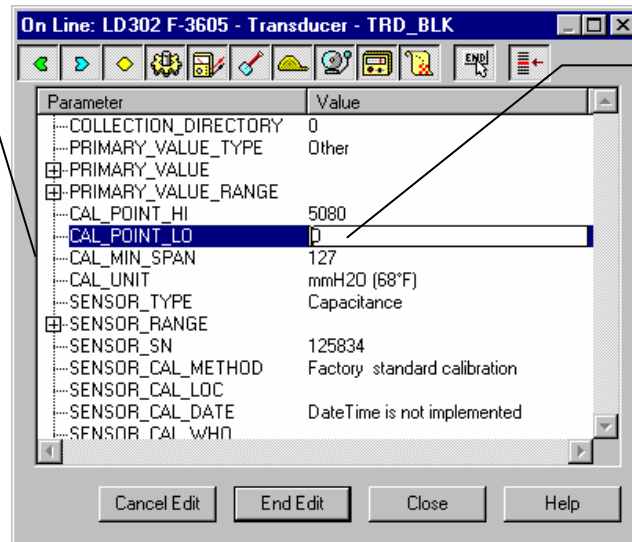 On Line: LD302 F-3605 - Transducer - TRD_BLK
END
Parameter Value
COLLECTION_DIRECTORY 0
PRIMARY_VALUE_TYPE Other
PRIMARY_VALUE
PRIMARY_VALUE_RANGE
CAL_POINT_HI 5080
CAL_POINT_LO 0
CAL_MIN_SPAN 127
CAL_UNIT mmH2O (68°F)
SENSOR_TYPE Capacitance
SENSOR_RANGE
SENSOR_SN 125834
SENSOR_CAL_METHOD Factory standard calibration
SENSOR_CAL_LOC
SENSOR_CAL_DATE DateTime is not implemented
SENSOR_CAL_WHO
Cancel Edit End Edit Close Help